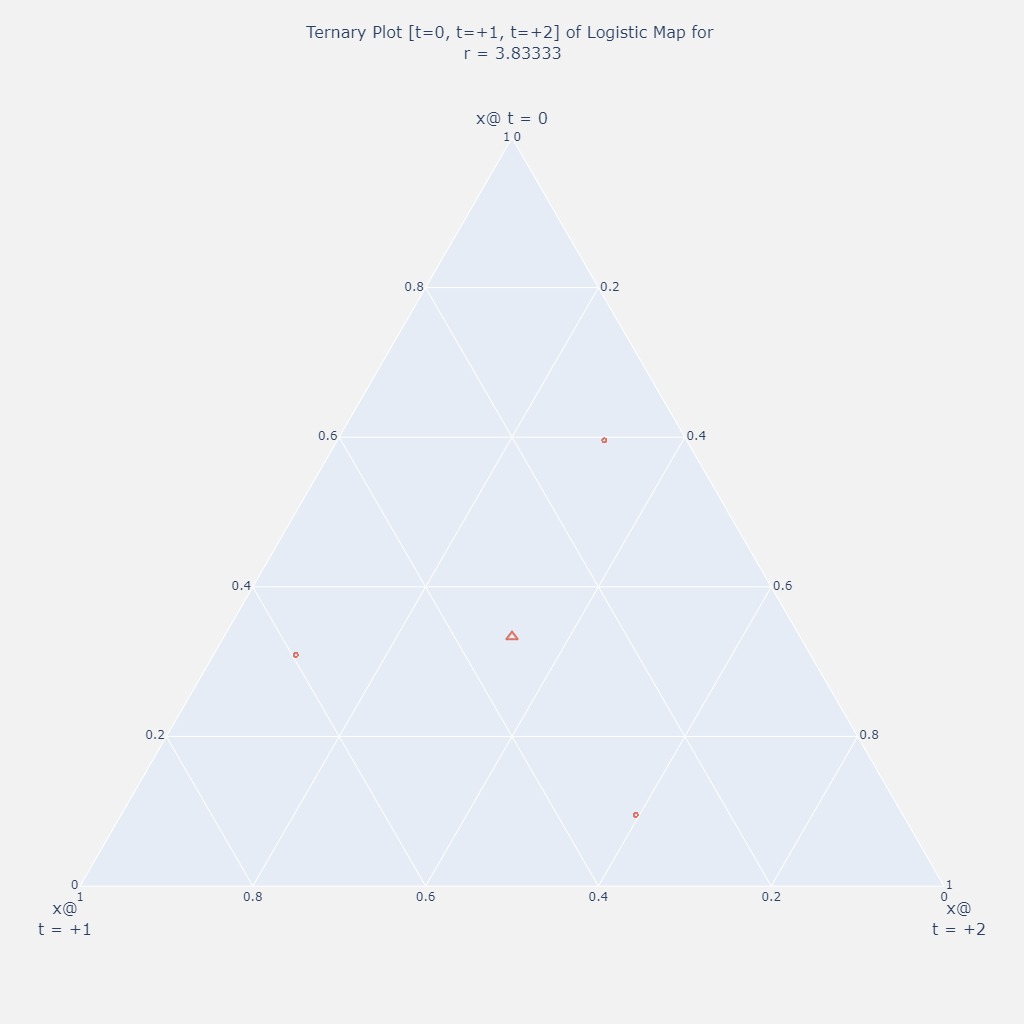 Ternary Plot [t=0, t=+1, t=+2] of Logistic Map for
r = 3.83333
x@ t = 0
1 0
0.8 0.2
0.6 0.4
0.4 0.6
0.2 0.8
0 1
1 0.8 0.6 0.4 0.2 0
x@ x@
t = +1 t = +2